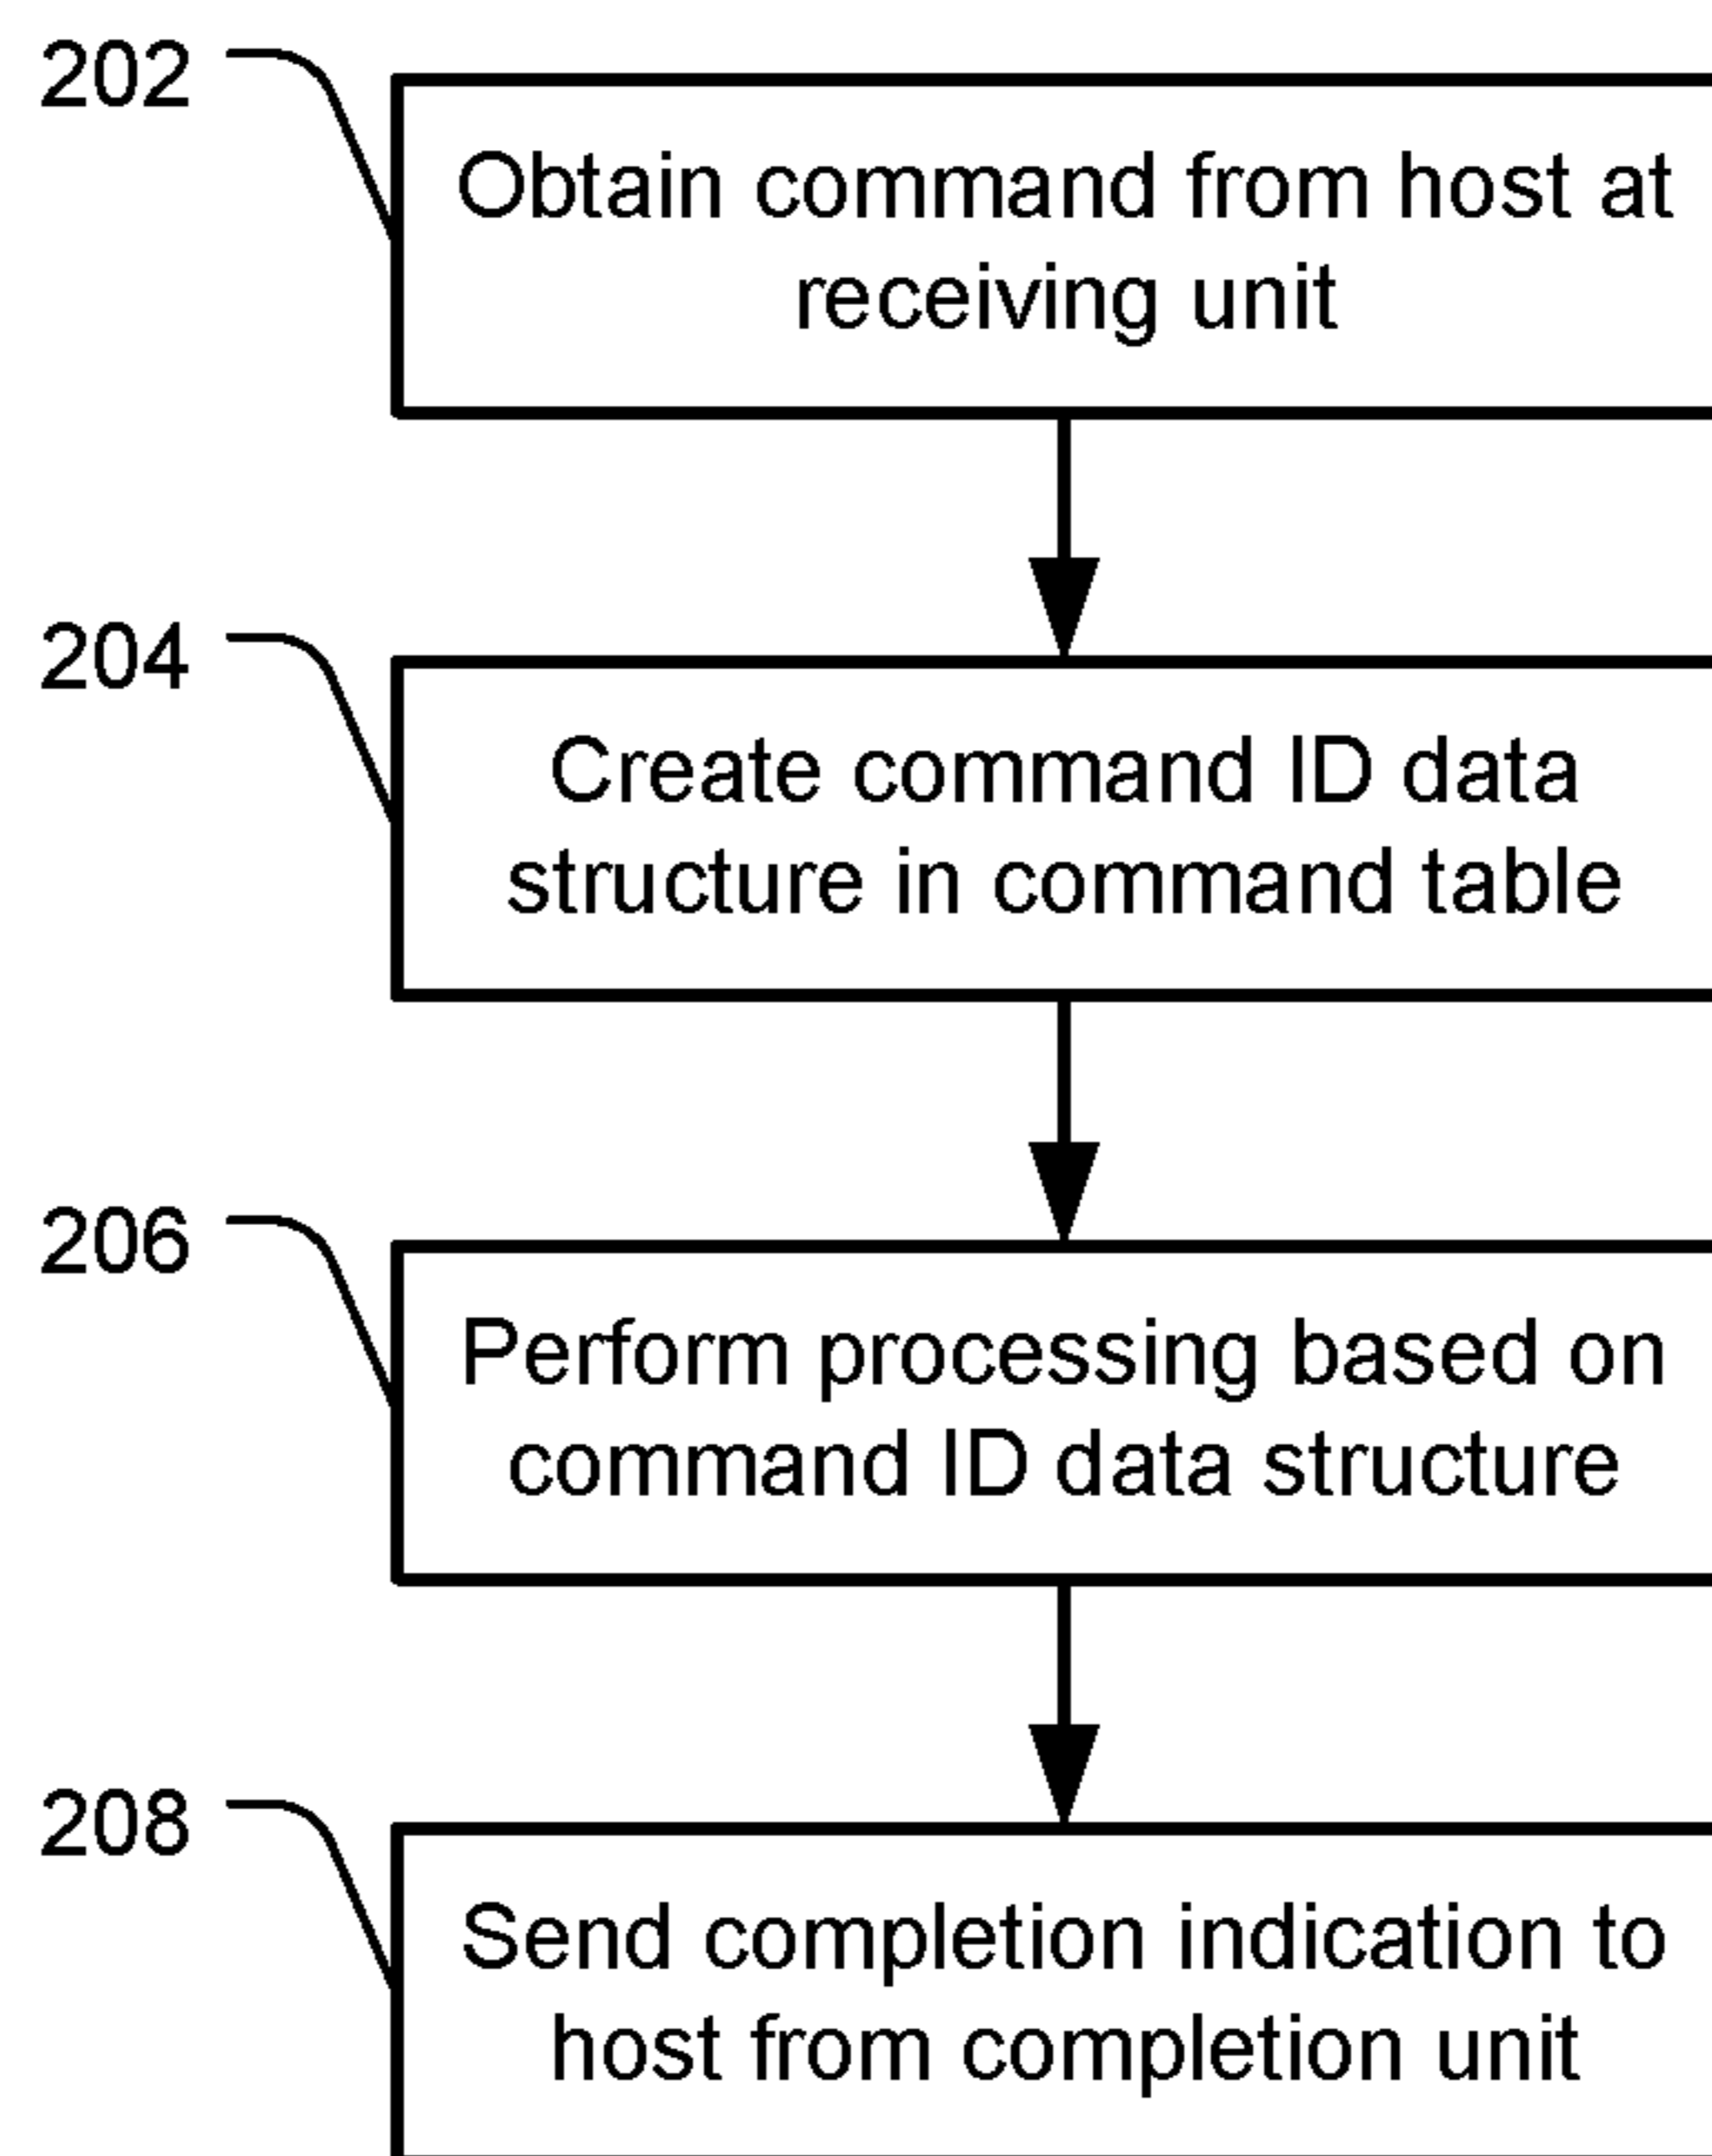 202
Obtain command from host at
receiving unit
204
Create command ID data
structure in command table
206
Perform processing based on
command ID data structure
208
Send completion indication to
host from completion unit